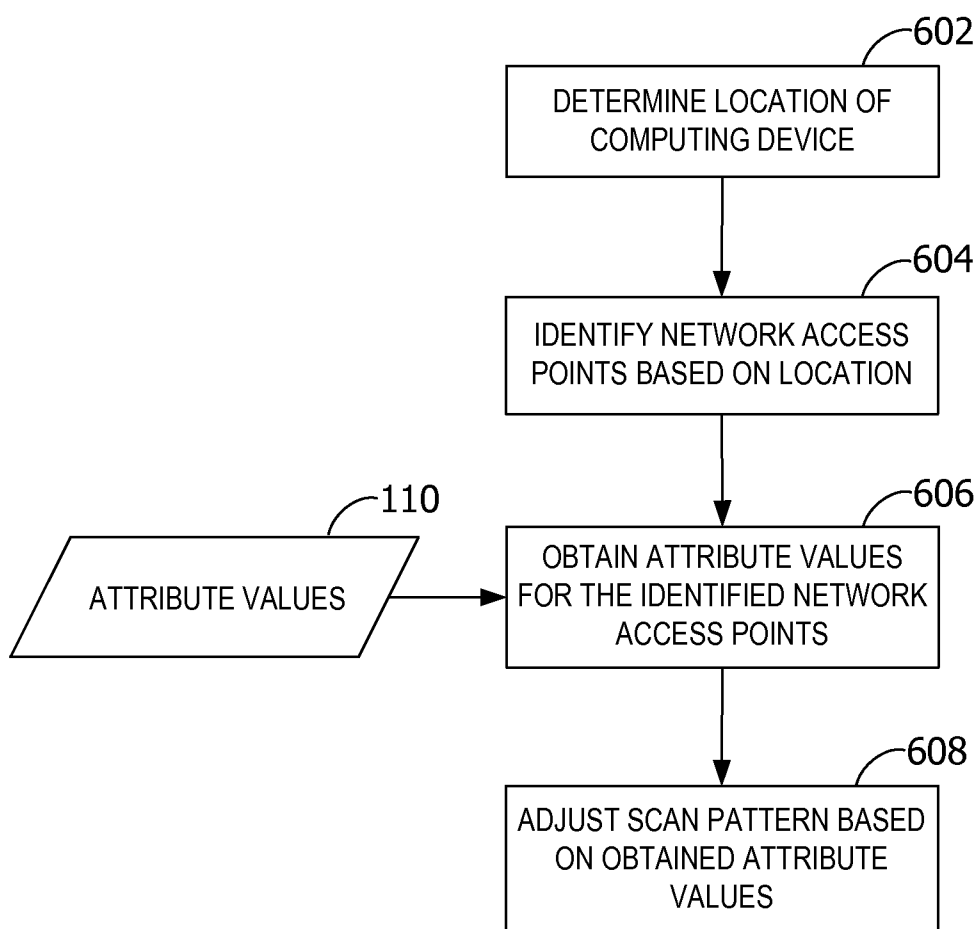 602
DETERMINE LOCATION OF
COMPUTING DEVICE
604
IDENTIFY NETWORK ACCESS
POINTS BASED ON LOCATION
110
ATTRIBUTE VALUES
606
OBTAIN ATTRIBUTE VALUES
FOR THE IDENTIFIED NETWORK
ACCESS POINTS
608
ADJUST SCAN PATTERN BASED
ON OBTAINED ATTRIBUTE
VALUES